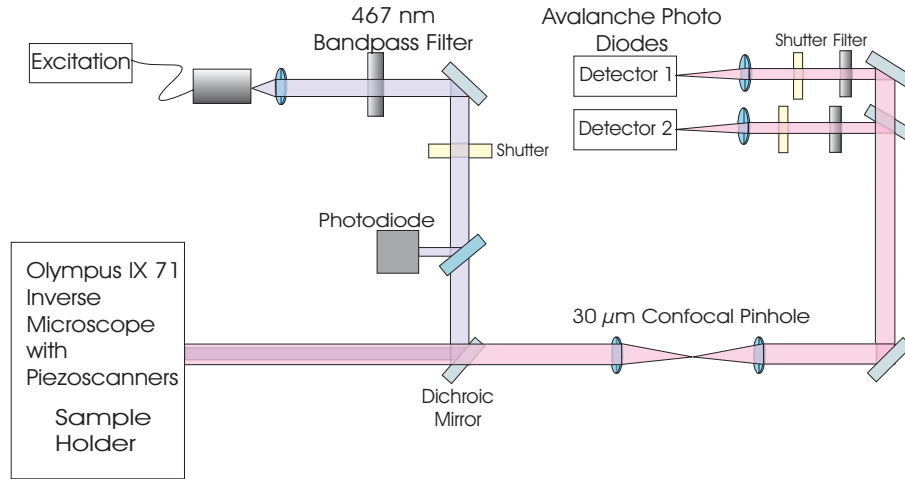 467 nm
Bandpass Filter
Excitation
Avalanche Photo
Diodes
Shutter Filter
Detector 1
Detector 2
Shutter
Photodiode
Olympus IX 71
Inverse
Microscope
with
Piezoscanners
Sample
Holder
30 µm Confocal Pinhole
Dichroic
Mirror